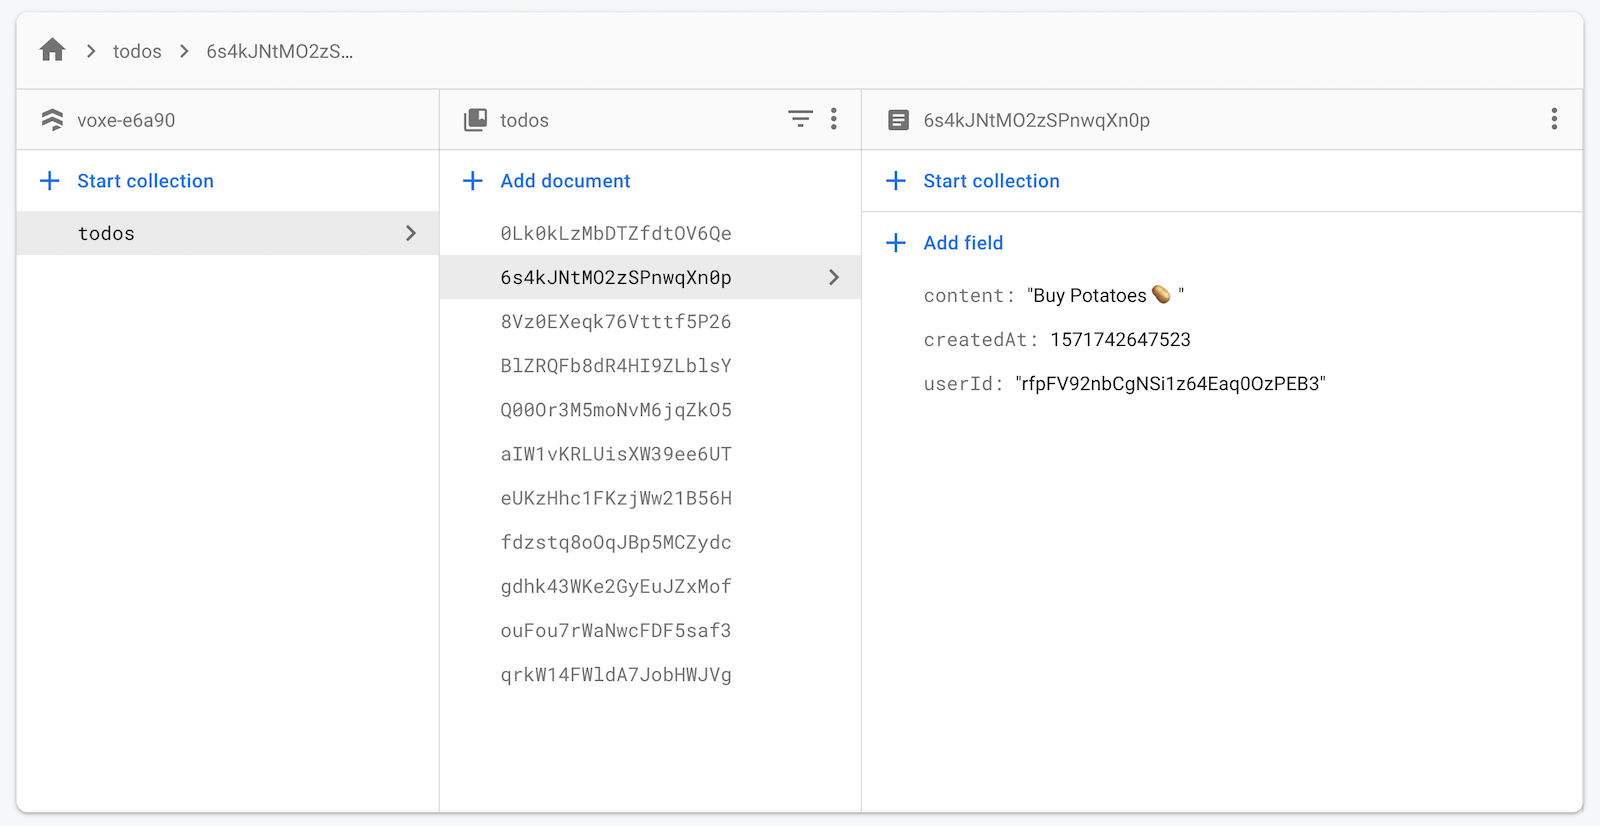 todos 6s4kJNtMO2zS...
voxe-e6a90
Start collection
todos
todos
Add document
0Lk0kLzMbDTZfdtOV6Qe
6s4kJNtMO2zSPnwqXn0p
8Vz0EXeqk76Vtttf5P26
BlZRQFb8dR4HI9ZLblsY
Q00Or3M5moNvM6jqZkO5
aIW1vKRLUisXW39ee6UT
eUKzHhc1FKzjWw21B56H
fdzstq8oOqJBp5MCZydc
gdhk43WKe2GyEuJZxMof
ouFou7rWaNwcFDF5saf3
qrkW14FWldA7JobHWJVg
6s4kJNtMO2zSPnwqXn0p
Start collection
Add field
content: "Buy Potatoes🥔 "
createdAt: 1571742647523
userId: "rfpFV92nbCgNSi1z64Eaq0OzPEB3"